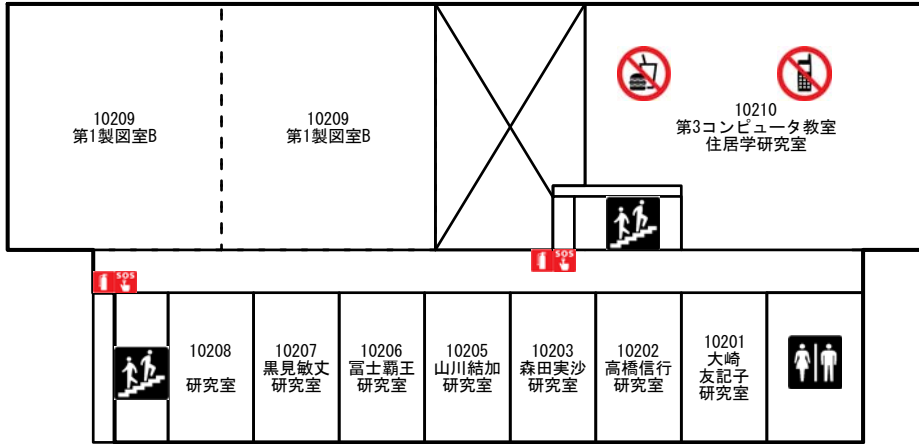 10209
第1製図室B
10209
第1製図室B
10210
第3コンピュータ教室
住居学研究室
SOS
SOS
10208
研究室
10207
黒見敏丈
研究室
10206
冨士覇王
研究室
10205
山川結加
研究室
10203
森田実沙
研究室
10202
高橋信行
研究室
10201
大崎
友記子
研究室